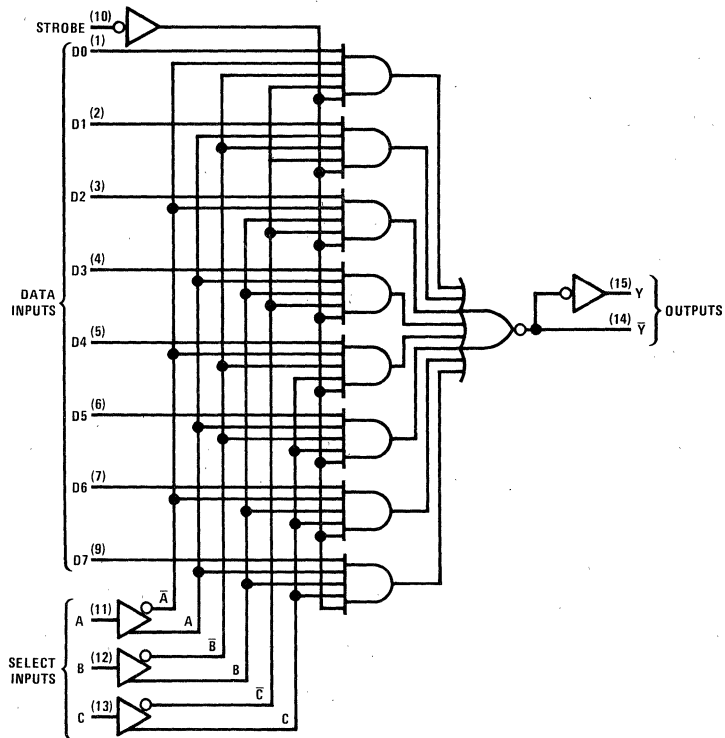 STROBE (10)
D0 (1)
D1 (2)
D2 (3)
D3 (4)
DATA
INPUTS
D4 (5)
D5 (6)
D6 (7)
D7 (9)
(15) Y
(14) Y̅
OUTPUTS
SELECT
INPUTS
A (11)
A̅
A
B (12)
B̅
B
C (13)
C̅
C